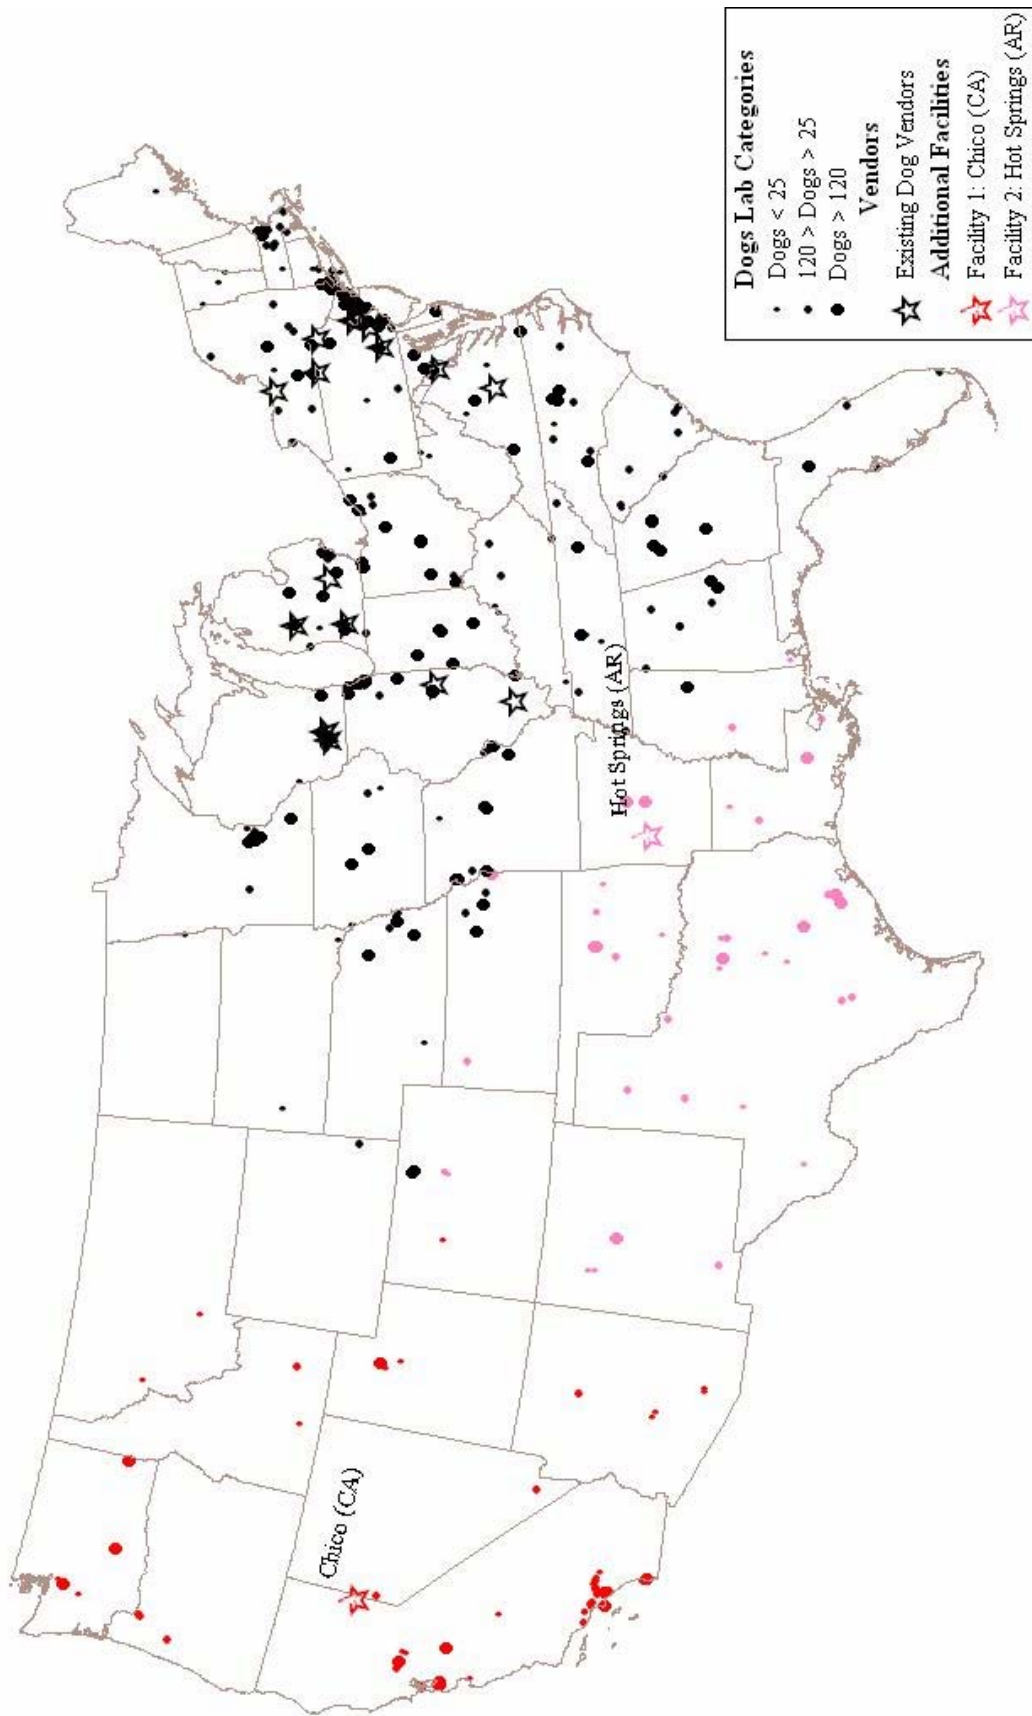 Chico (CA)
Hot Springs (AR)
Dogs Lab Categories
Dogs < 25
120 > Dogs > 25
Dogs > 120
Vendors
Existing Dog Vendors
Additional Facilities
Facility 1: Chico (CA)
Facility 2: Hot Springs (AR)